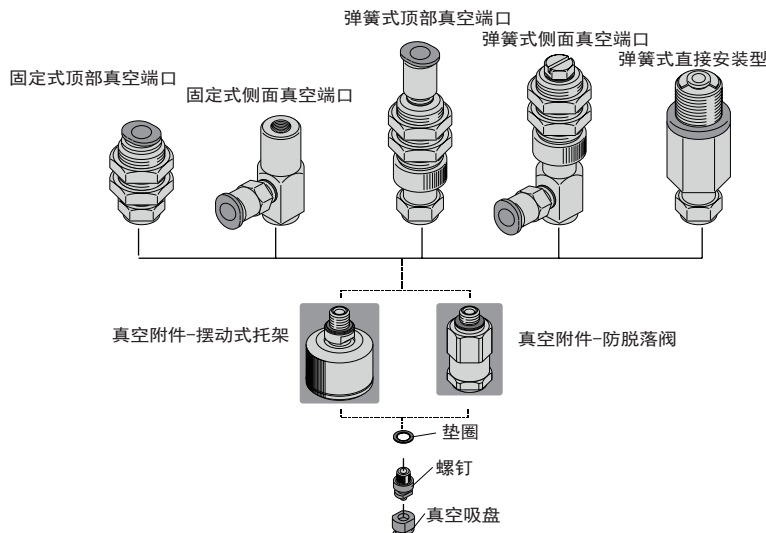 弹簧式顶部真空端口
弹簧式侧面真空端口
弹簧式直接安装型
固定式顶部真空端口
固定式侧面真空端口
真空附件-摆动式托架
真空附件-防脱落阀
垫圈
螺钉
真空吸盘